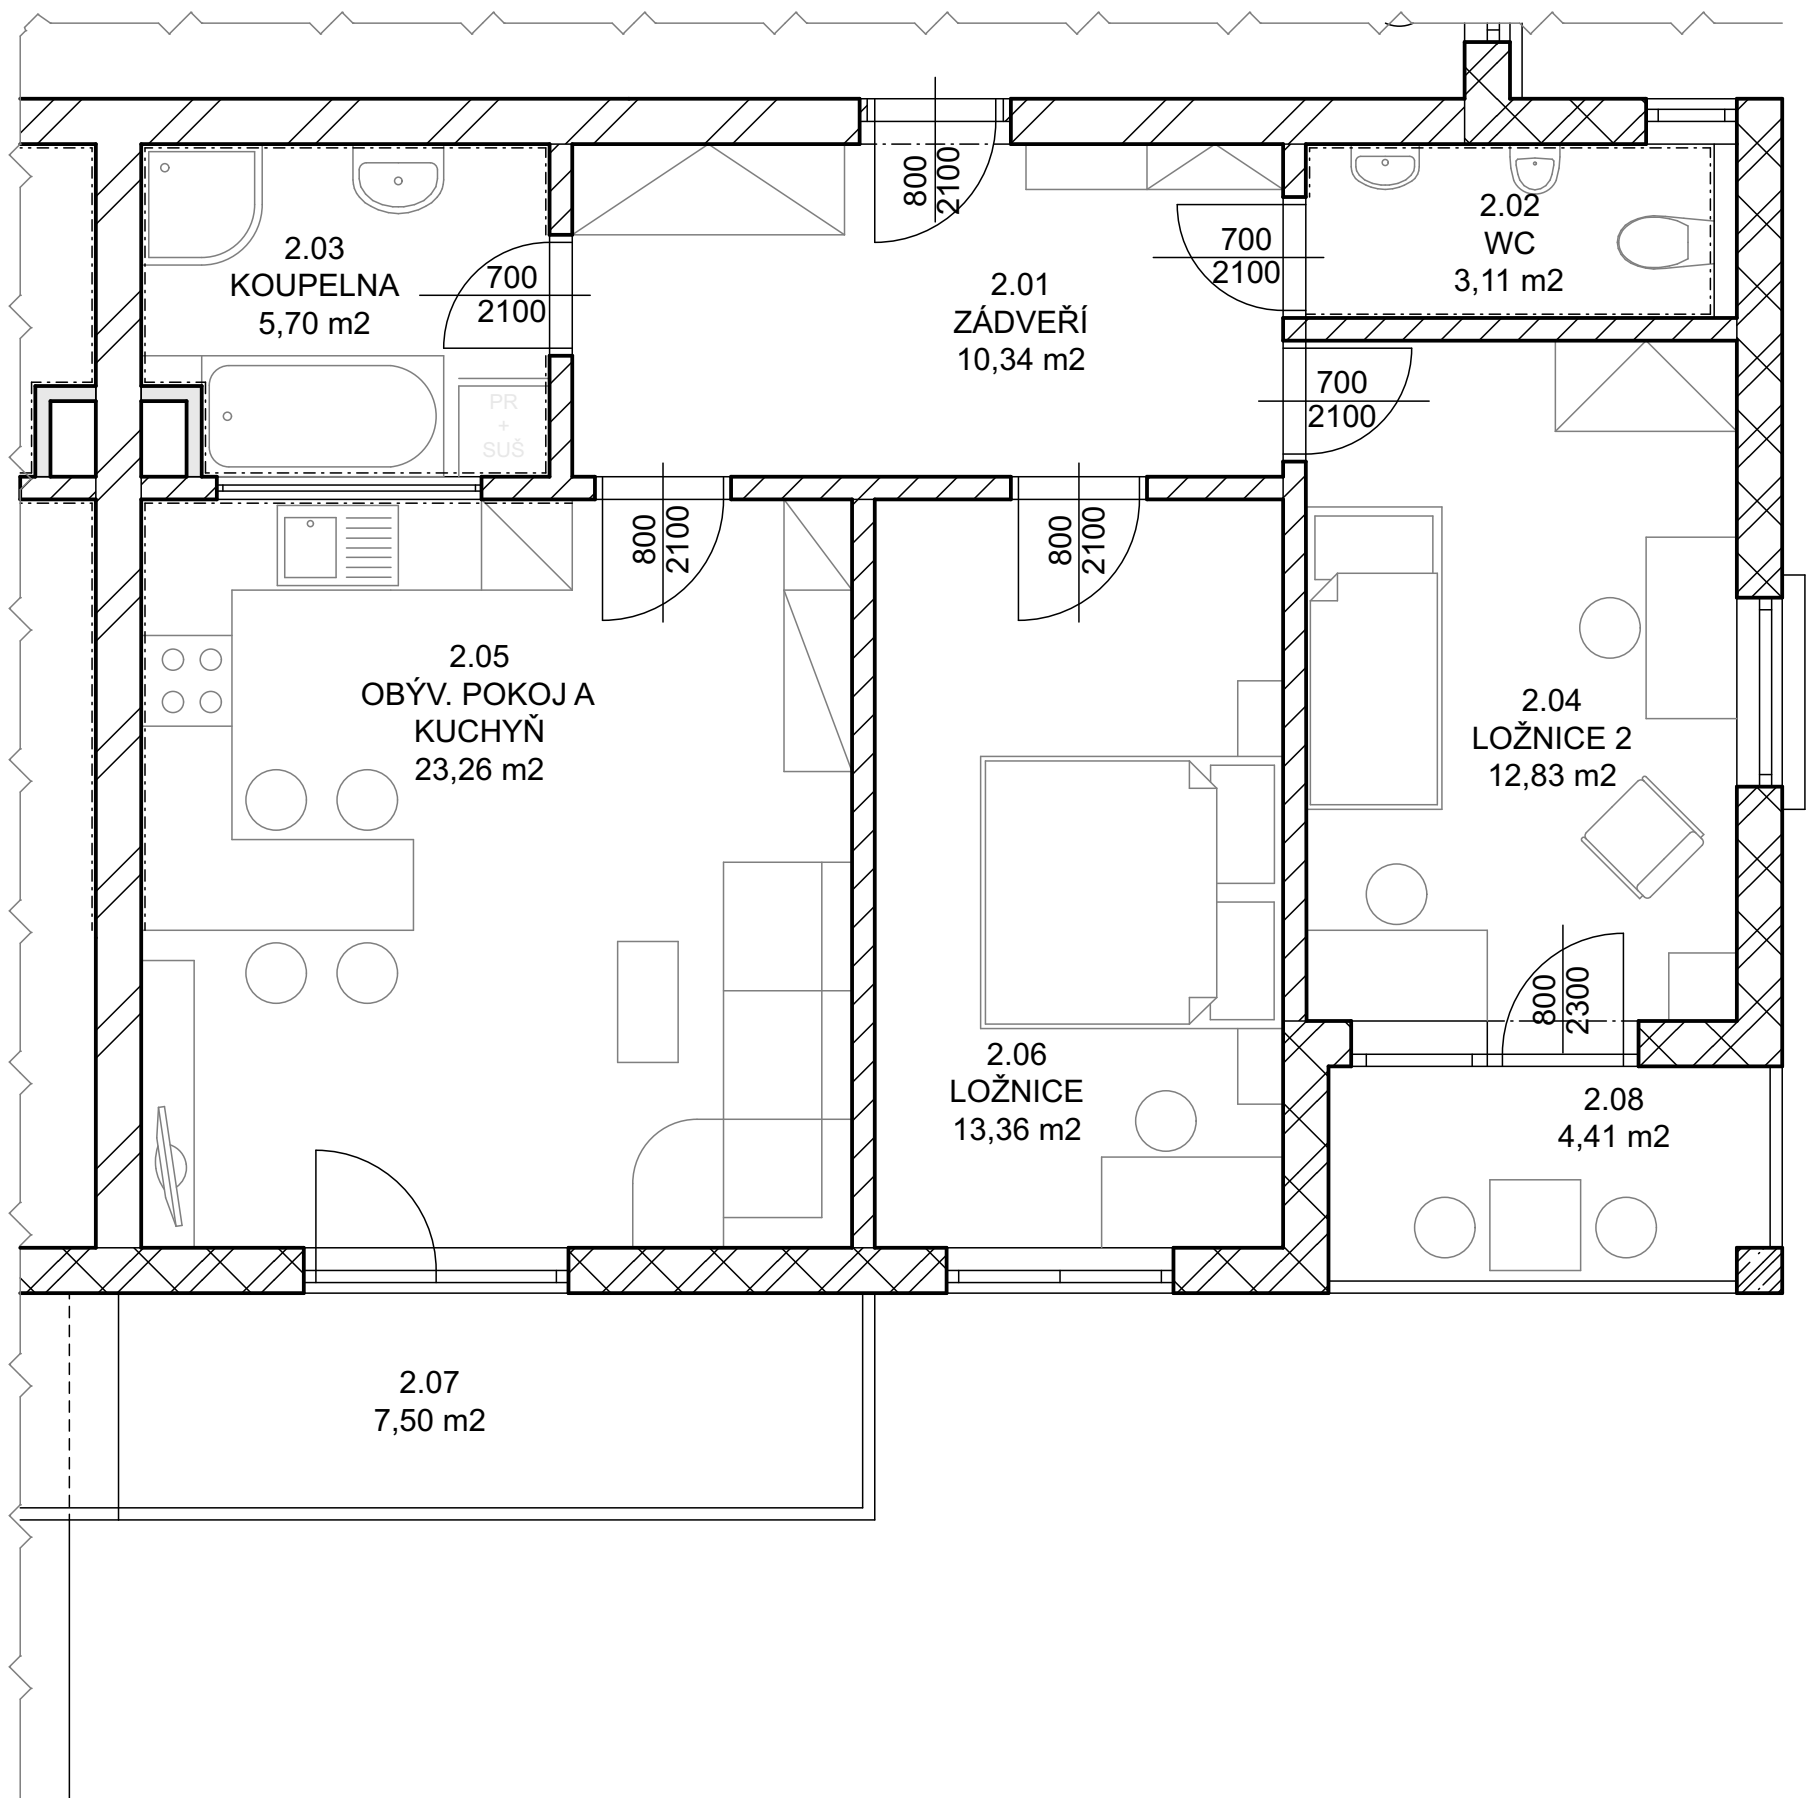 800
2100
2.03
KOUPELNA
5,70 m2
700
2100
2.01
ZÁDVEŘÍ
10,34 m2
700
2100
2.02
WC
3,11 m2
700
2100
PR
+
SUŠ
800
2100
800
2100
2.05
OBÝV. POKOJ A
KUCHYŇ
23,26 m2
2.04
LOŽNICE 2
12,83 m2
800
2300
2.06
LOŽNICE
13,36 m2
2.08
4,41 m2
2.07
7,50 m2